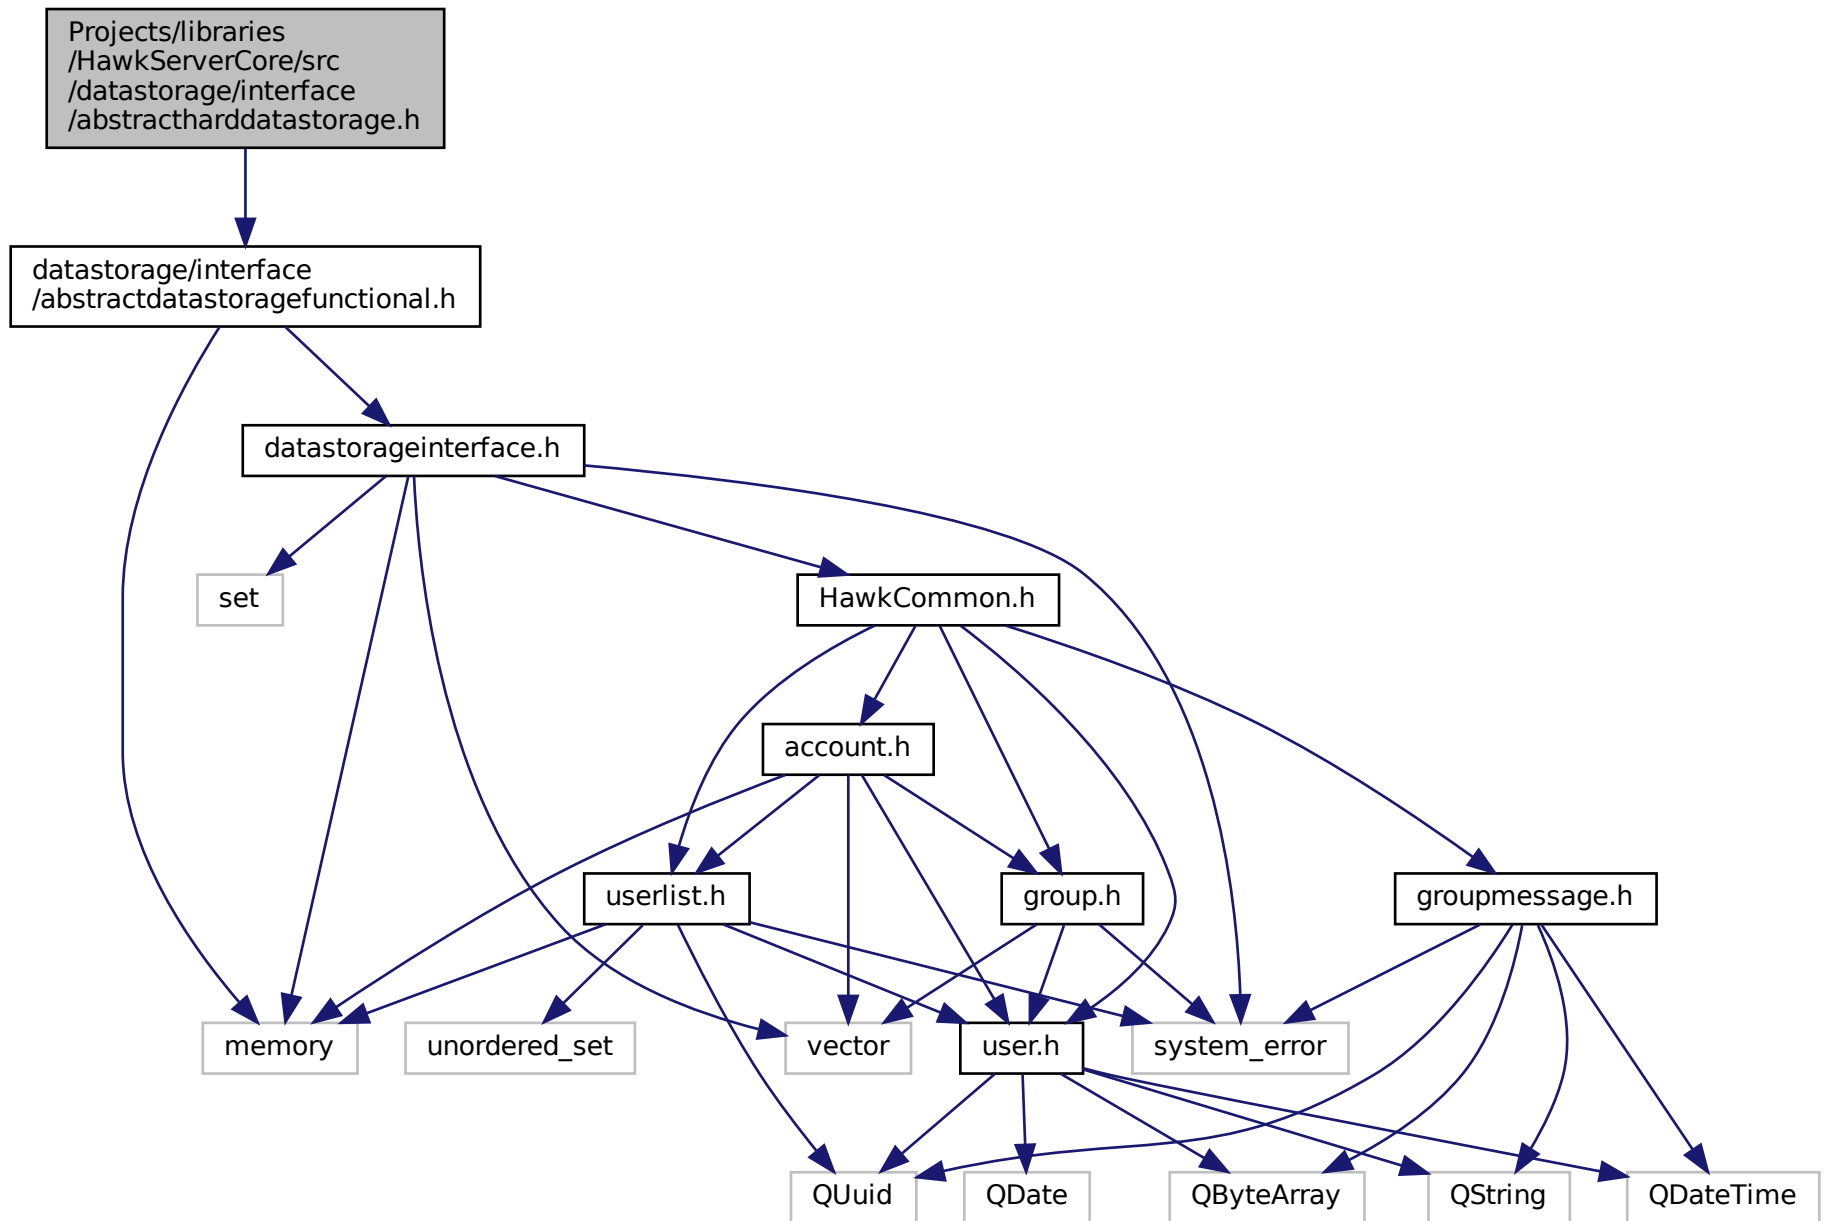 Projects/libraries
/HawkServerCore/src
/datastorage/interface
/abstractharddatastorage.h
datastorage/interface
/abstractdatastoragefunctional.h
datastorageinterface.h
set
HawkCommon.h
account.h
userlist.h
group.h
groupmessage.h
memory
unordered_set
vector
user.h
system_error
QUuid
QDate
QByteArray
QString
QDateTime